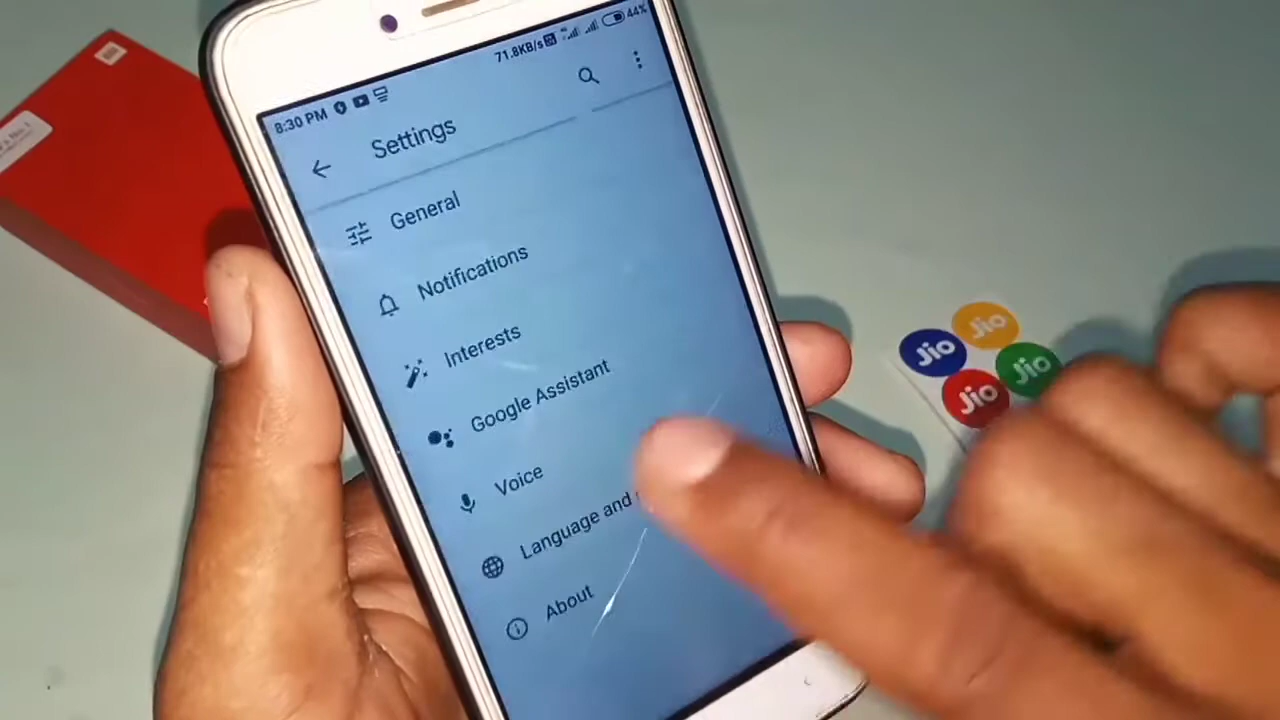 71.8KB/s 44%
8:30 PM
Settings
General
Notifications
Interests
Google Assistant
Voice
Language and
About
Jio
Jio
Jio
Jio